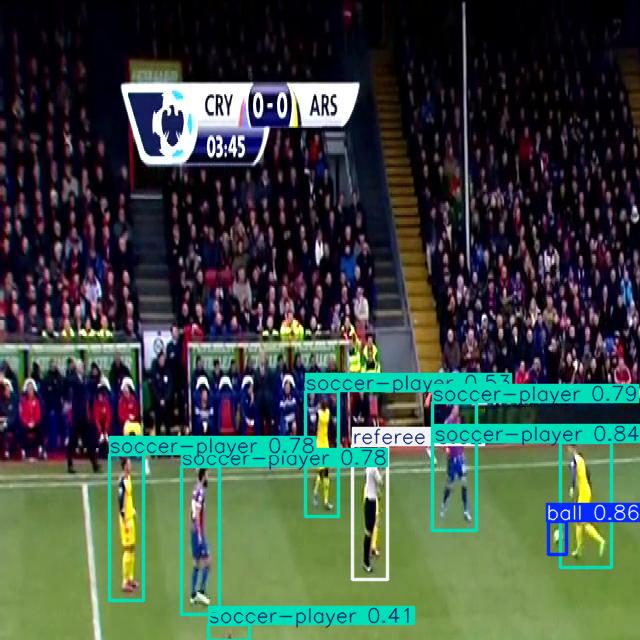 CRY 0-0 ARS
03:45
soccer-player 0.53
soccer-player 0.79
referee
soccer-player 0.84
soccer-player 0.78
soccer-player 0.78
ball 0.86
soccer-player 0.41